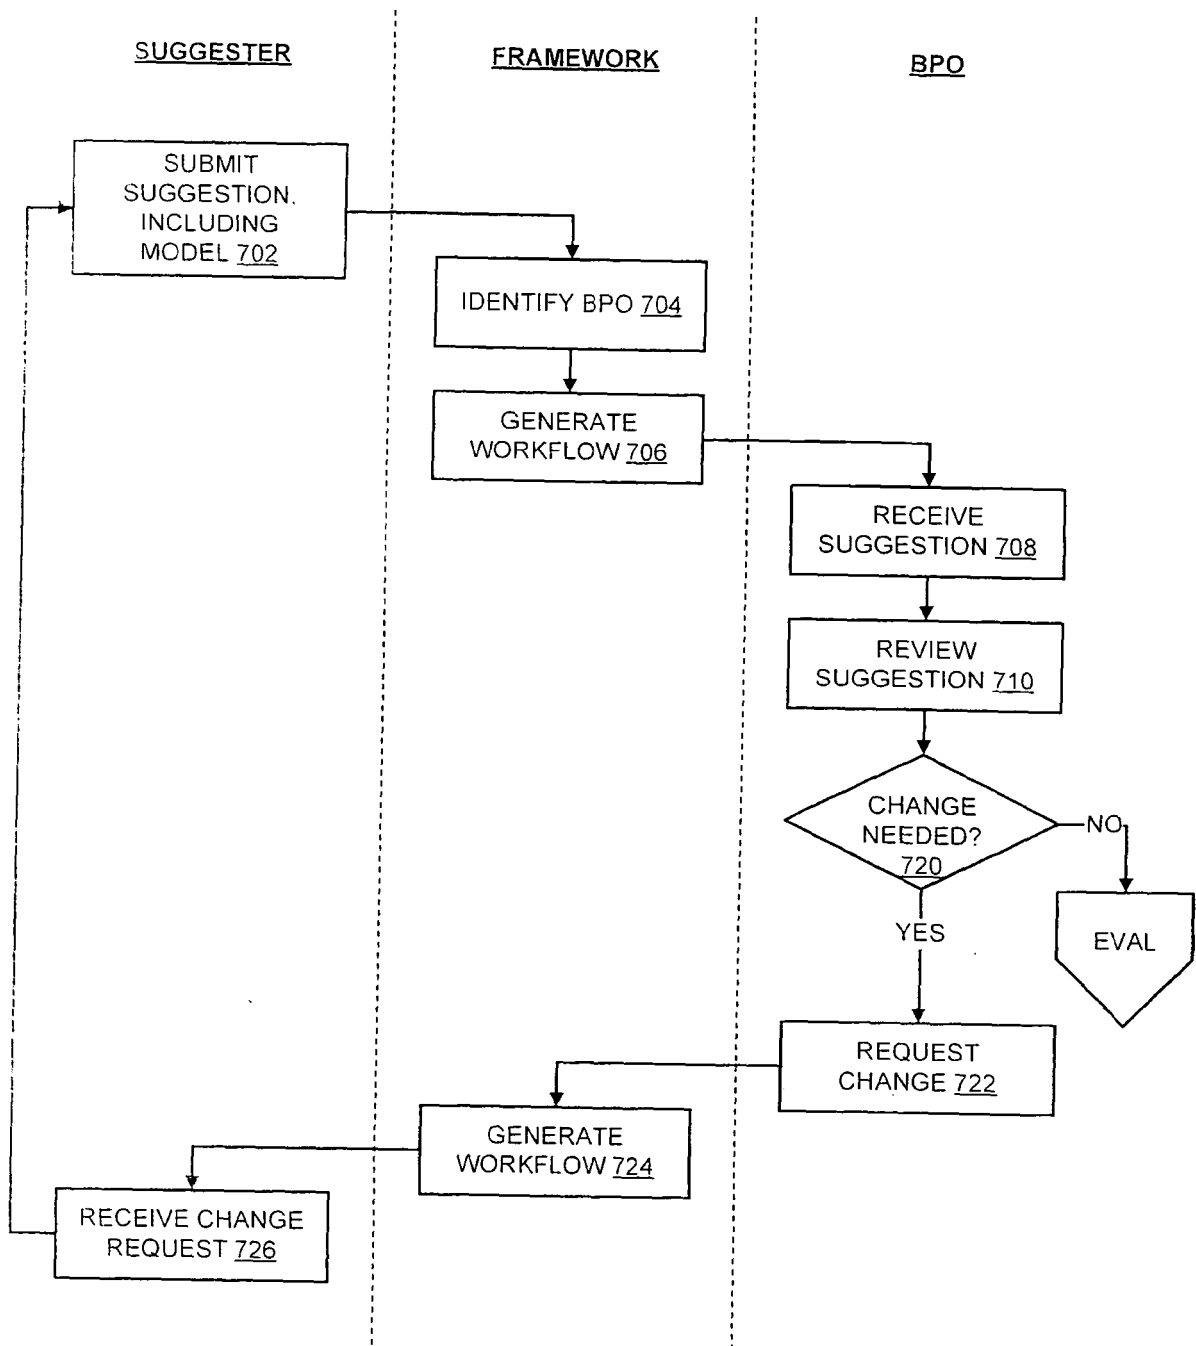 SUGGESTER
FRAMEWORK
BPO
SUBMIT
SUGGESTION,
INCLUDING
MODEL 702
IDENTIFY BPO 704
GENERATE
WORKFLOW 706
RECEIVE
SUGGESTION 708
REVIEW
SUGGESTION 710
CHANGE
NEEDED?
720
NO
YES
EVAL
REQUEST
CHANGE 722
GENERATE
WORKFLOW 724
RECEIVE CHANGE
REQUEST 726